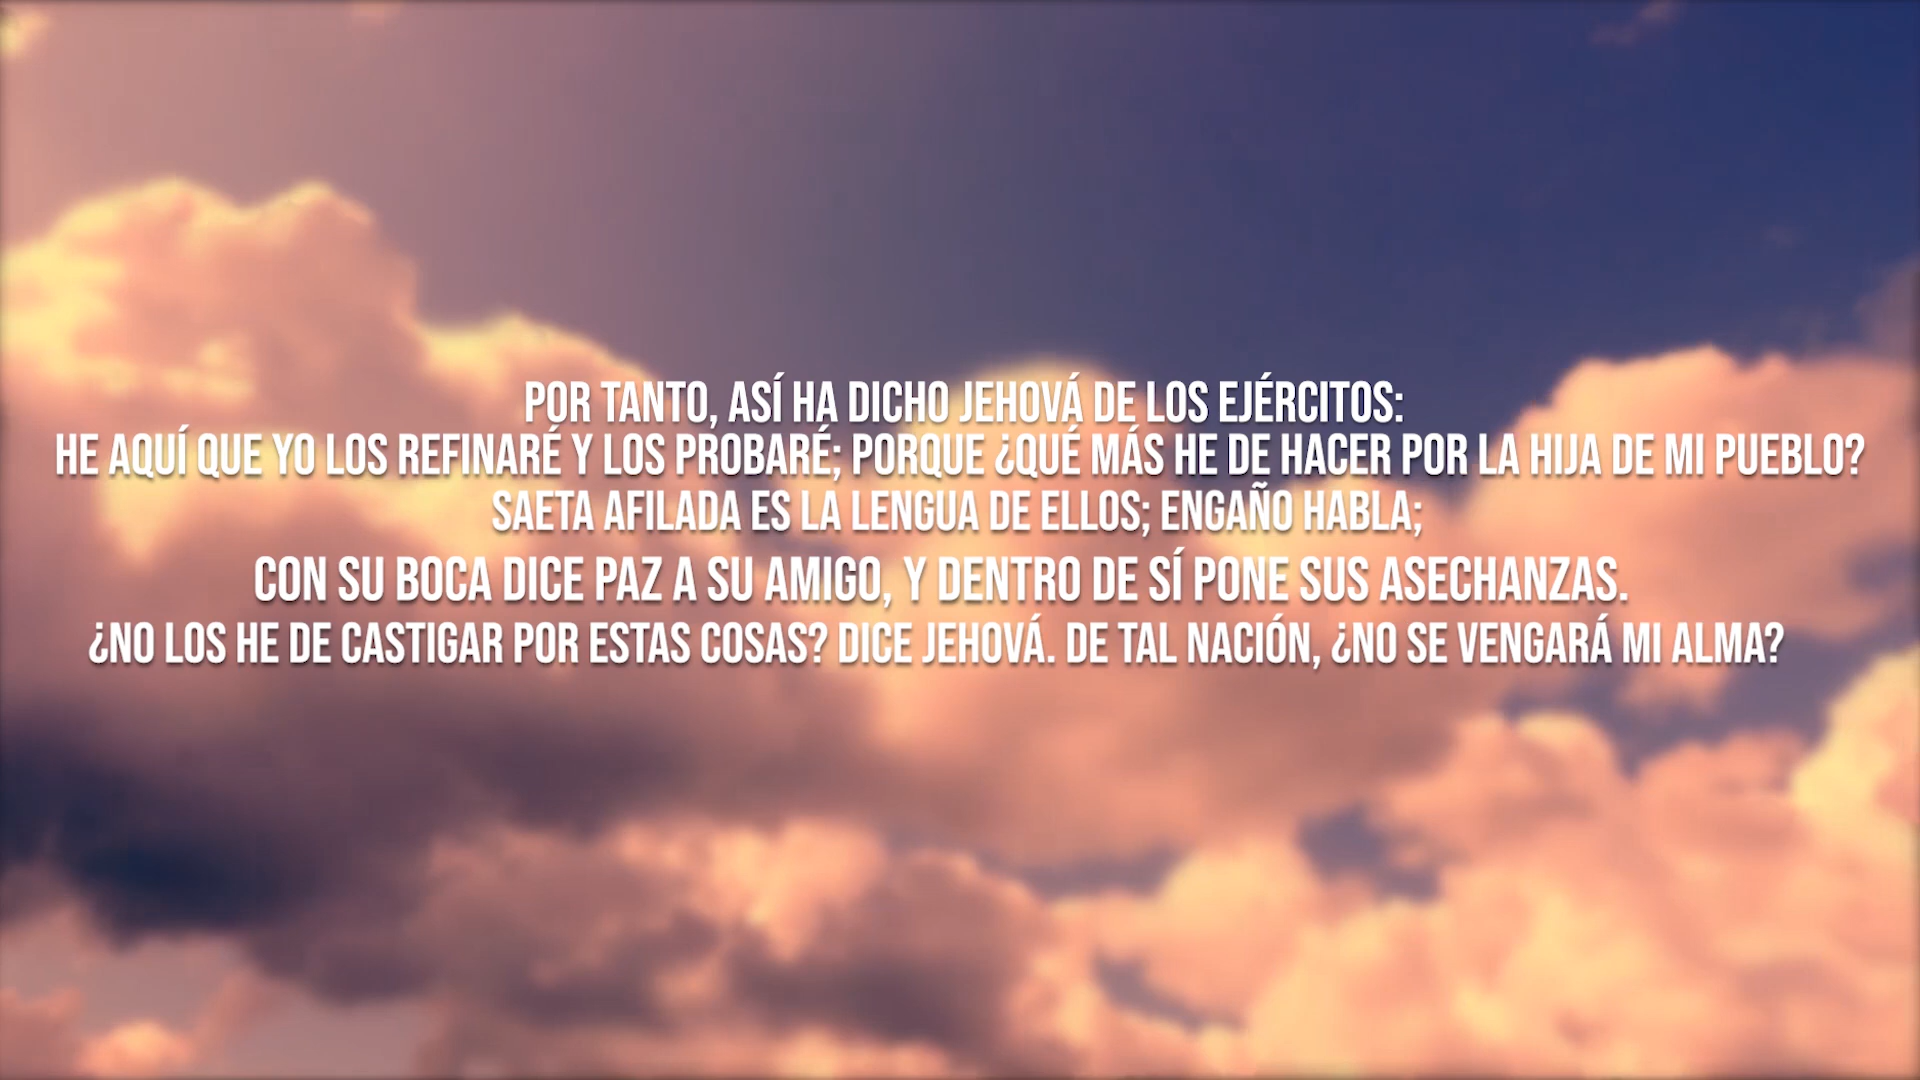 POR TANTO, ASÍ HA DICHO JEHOVÁ DE LOS EJÉRCITOS:
HE AQUÍ QUE YO LOS REFINARÉ Y LOS PROBARÉ; PORQUE ¿QUÉ MÁS HE DE HACER POR LA HIJA DE MI PUEBLO?
SAETA AFILADA ES LA LENGUA DE ELLOS; ENGAÑO HABLA;
CON SU BOCA DICE PAZ A SU AMIGO, Y DENTRO DE SÍ PONE SUS ASECHANZAS.
¿NO LOS HE DE CASTIGAR POR ESTAS COSAS? DICE JEHOVÁ. DE TAL NACIÓN, ¿NO SE VENGARÁ MI ALMA?